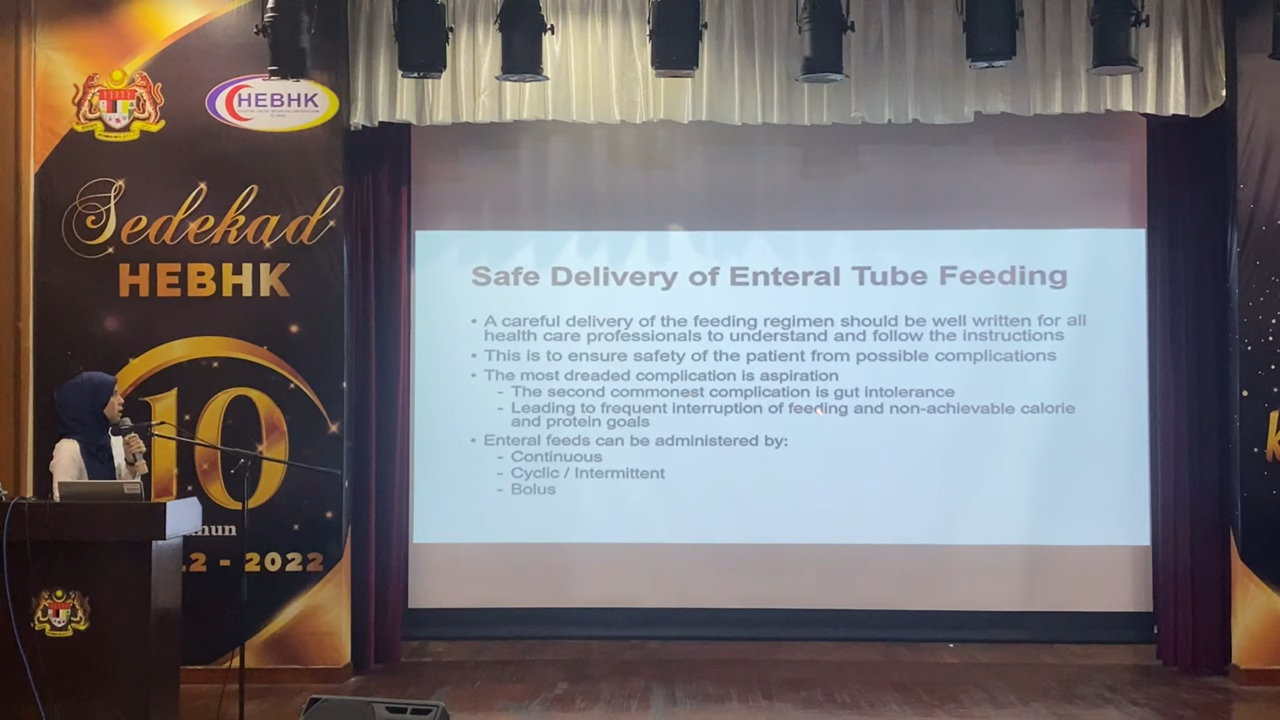 HEBHK
Sedekad
HEBHK
10
2 - 2022
Safe Delivery of Enteral Tube Feeding
• A careful delivery of the feeding regimen should be well written for all
health care professionals to understand and follow the instructions
• This is to ensure safety of the patient from possible complications
• The most dreaded complication is aspiration
- The second commonest complication is gut intolerance
- Leading to frequent interruption of feeding and non-achievable calorie
and protein goals
• Enteral feeds can be administered by:
- Continuous
- Cyclic / Intermittent
- Bolus